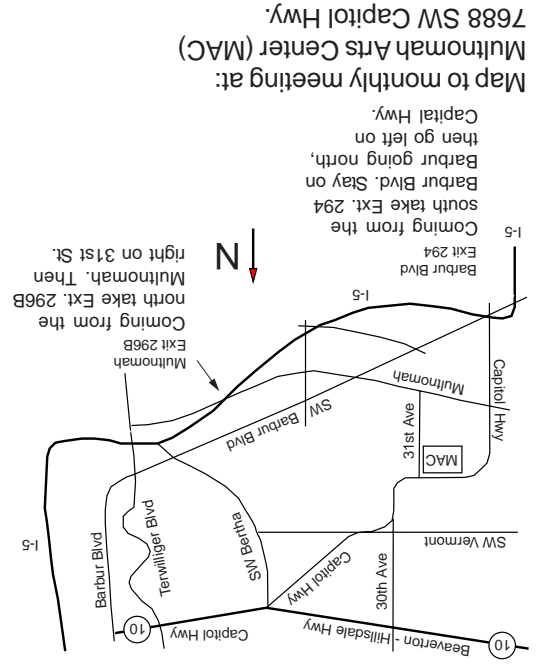 10
Beaverton - Hillsdale Hwy
Capitol Hwy
10
30th Ave
Capitol Hwy
SW Vermont
SW Bertha
Terwilliger Blvd
Barbur Blvd
I-5
MAC
31st Ave
Capitol Hwy
Multnomah
SW
Barbur Blvd
I-5
I-5
Multnomah
Exit 296B
Coming from the
north take Ext. 296B
Multnomah. Then
right on 31st St.
N
Barbur Blvd
Exit 294
Coming from the
south take Ext. 294
Barbur Blvd. Stay on
Barbur going north,
then go left on
Capital Hwy.
Map to monthly meeting at:
Multnomah Arts Center (MAC)
7688 SW Capitol Hwy.